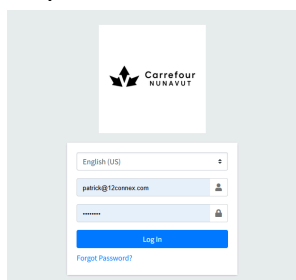 Carrefour
NUNAVUT
English (US)
patrick@12connex.com
••••••••
Log In
Forgot Password?